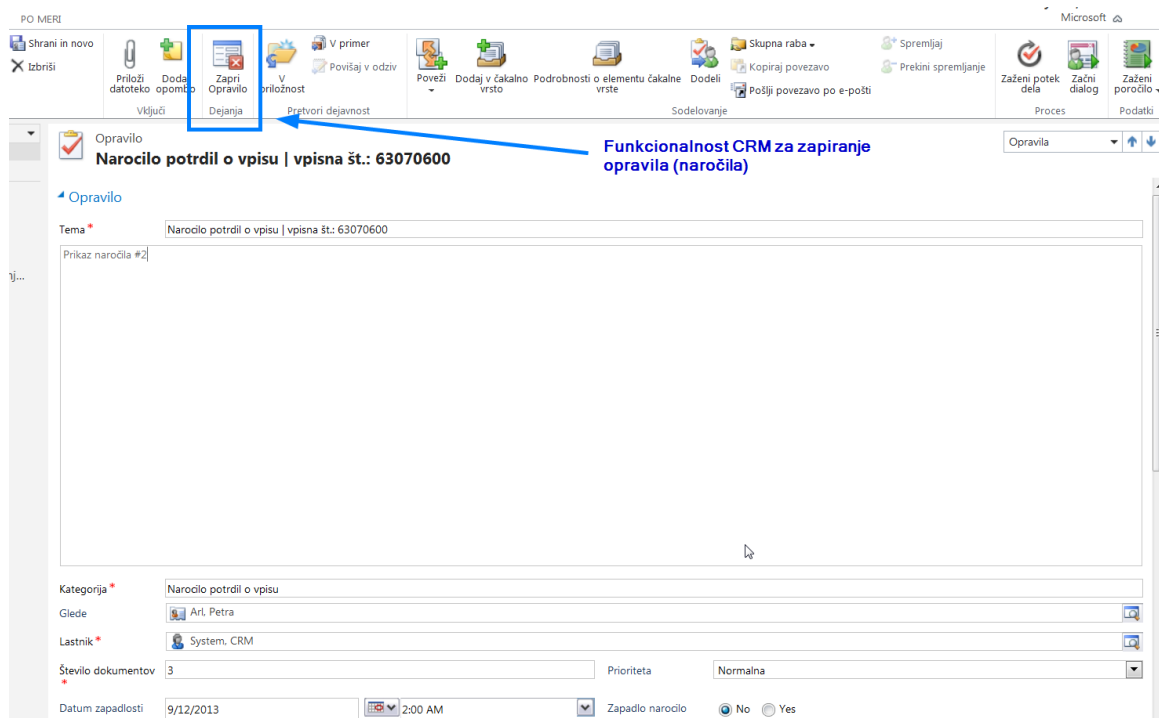 PO MERI
Microsoft
Shrani in novo
Izbriši
Priloži datoteko
Dodaj opombo
Vključi
Zapri Opravilo
Dejanja
V priložnost
V primer
Povišaj v odziv
Pretvori dejavnost
Poveži
Dodaj v čakalno vrsto
Podrobnosti o elementu čakalne vrste
Dodeli
Skupna raba
Kopiraj povezavo
Pošlji povezavo po e-pošti
Spremljaj
Prekini spremljanje
Sodelovanje
Zaženi potek dela
Začni dialog
Proces
Zaženi poročilo
Podatki
Opravilo
Narocilo potrdil o vpisu | vpisna št.: 63070600
Funkcionalnost CRM za zapiranje
opravila (naročila)
Opravila
Opravilo
Tema * Narocilo potrdil o vpisu | vpisna št.: 63070600
Prikaz naročila #2
nj...
Kategorija * Narocilo potrdil o vpisu
Glede Arl, Petra
Lastnik * System, CRM
Število dokumentov * 3 Prioriteta Normalna
Datum zapadlosti 9/12/2013 2:00 AM Zapadlo narocilo No Yes